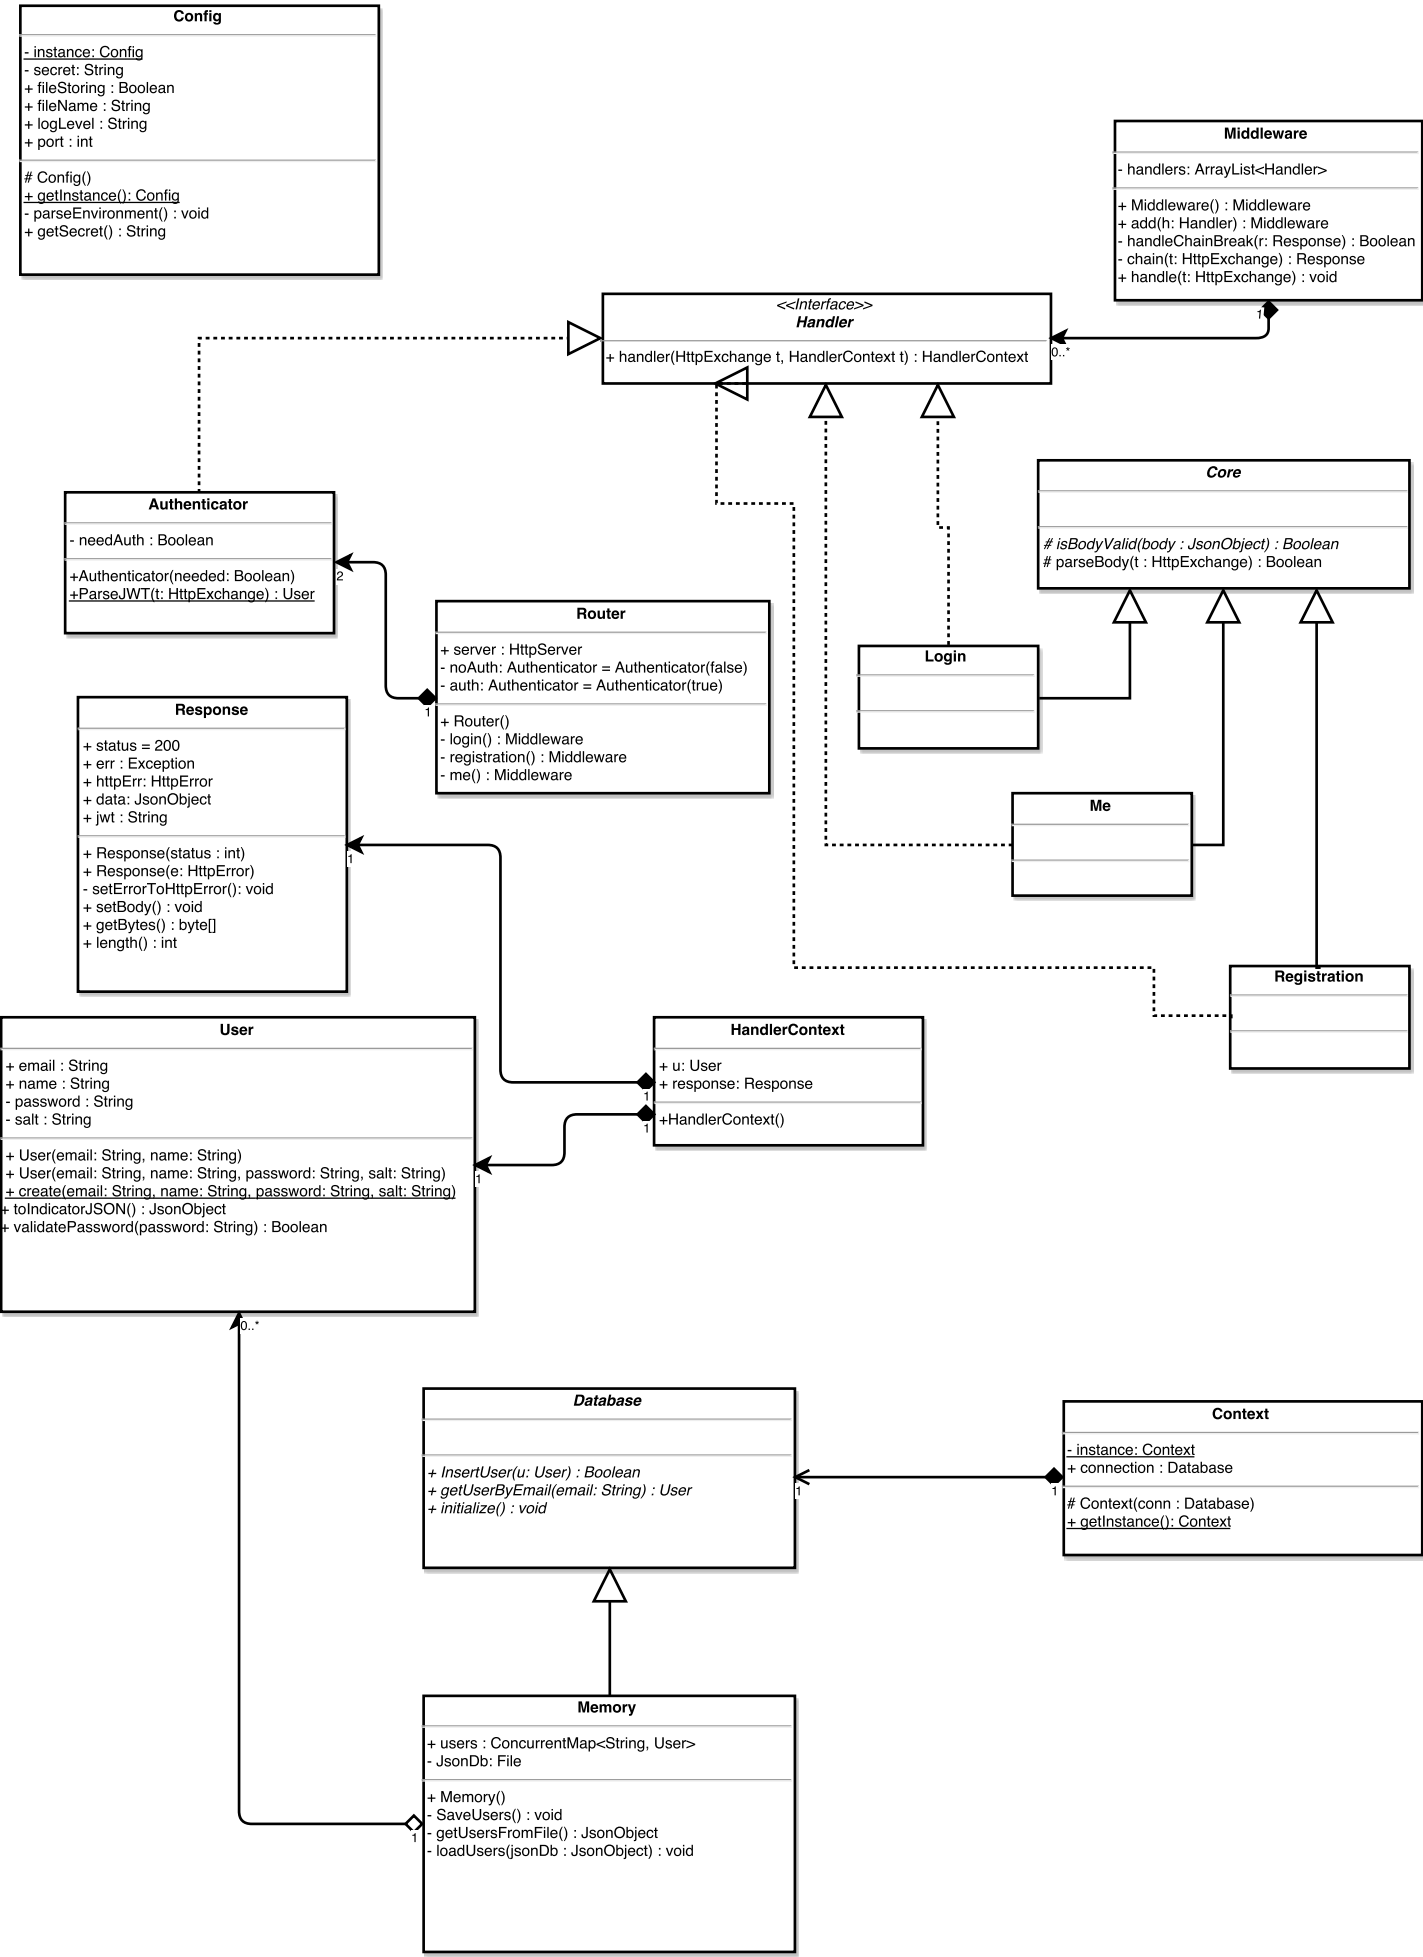 Config
- instance: Config
- secret: String
+ fileStoring : Boolean
+ fileName : String
+ logLevel : String
+ port : int
# Config()
+ getInstance(): Config
- parseEnvironment() : void
+ getSecret() : String
Middleware
- handlers: ArrayList<Handler>
+ Middleware() : Middleware
+ add(h: Handler) : Middleware
- handleChainBreak(r: Response) : Boolean
- chain(t: HttpExchange) : Response
+ handle(t: HttpExchange) : void
1
<<Interface>>
Handler
+ handler(HttpExchange t, HandlerContext t) : HandlerContext
0..*
Core
# isBodyValid(body : JsonObject) : Boolean
# parseBody(t : HttpExchange) : Boolean
Authenticator
- needAuth : Boolean
+Authenticator(needed: Boolean)
+ParseJWT(t: HttpExchange) : User
2
Router
+ server : HttpServer
- noAuth: Authenticator = Authenticator(false)
- auth: Authenticator = Authenticator(true)
+ Router()
- login() : Middleware
- registration() : Middleware
- me() : Middleware
1
Login
Response
+ status = 200
+ err : Exception
+ httpErr: HttpError
+ data: JsonObject
+ jwt : String
+ Response(status : int)
+ Response(e: HttpError)
- setErrorToHttpError(): void
+ setBody() : void
+ getBytes() : byte[]
+ length() : int
1
Me
Registration
User
+ email : String
+ name : String
- password : String
- salt : String
+ User(email: String, name: String)
+ User(email: String, name: String, password: String, salt: String)
+ create(email: String, name: String, password: String, salt: String)
+ toIndicatorJSON() : JsonObject
+ validatePassword(password: String) : Boolean
1
0..*
HandlerContext
+ u: User
+ response: Response
+HandlerContext()
1
1
Database
+ InsertUser(u: User) : Boolean
+ getUserByEmail(email: String) : User
+ initialize() : void
1
Context
- instance: Context
+ connection : Database
# Context(conn : Database)
+ getInstance(): Context
1
Memory
+ users : ConcurrentMap<String, User>
- JsonDb: File
+ Memory()
- SaveUsers() : void
- getUsersFromFile() : JsonObject
- loadUsers(jsonDb : JsonObject) : void
1